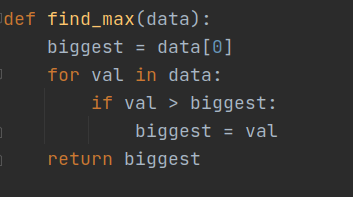 def find_max(data):
    biggest = data[0]
    for val in data:
        if val > biggest:
            biggest = val
    return biggest